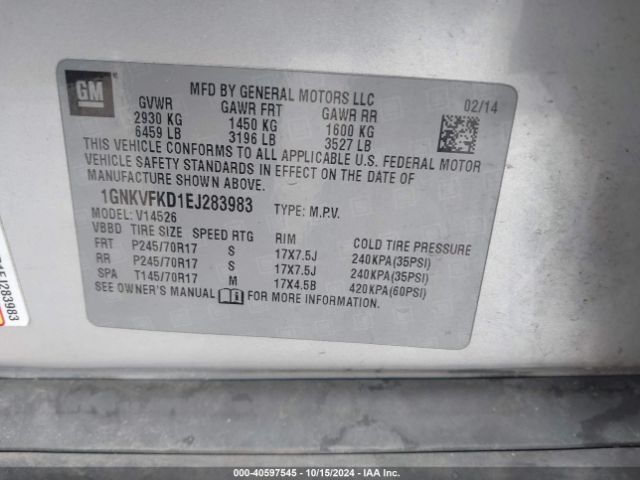 GM
MFD BY GENERAL MOTORS LLC 02/14
GVWR GAWR FRT GAWR RR
2930 KG 1450 KG 1600 KG
6459 LB 3196 LB 3527 LB
THIS VEHICLE CONFORMS TO ALL APPLICABLE U.S. FEDERAL MOTOR
VEHICLE SAFETY STANDARDS IN EFFECT ON THE DATE OF
MANUFACTURE SHOWN ABOVE.
1GNKVFKD1EJ283983 TYPE: M.P.V.
MODEL: V14526
VBBD TIRE SIZE SPEED RTG RIM COLD TIRE PRESSURE
FRT P245/70R17 S 17X7.5J 240KPA(35PSI)
RR P245/70R17 S 17X7.5J 240KPA(35PSI)
SPA T145/70R17 M 17X4.5B 420KPA(60PSI)
SEE OWNER'S MANUAL FOR MORE INFORMATION.
J283983
000-40597545 - 10/15/2024 - IAA Inc.